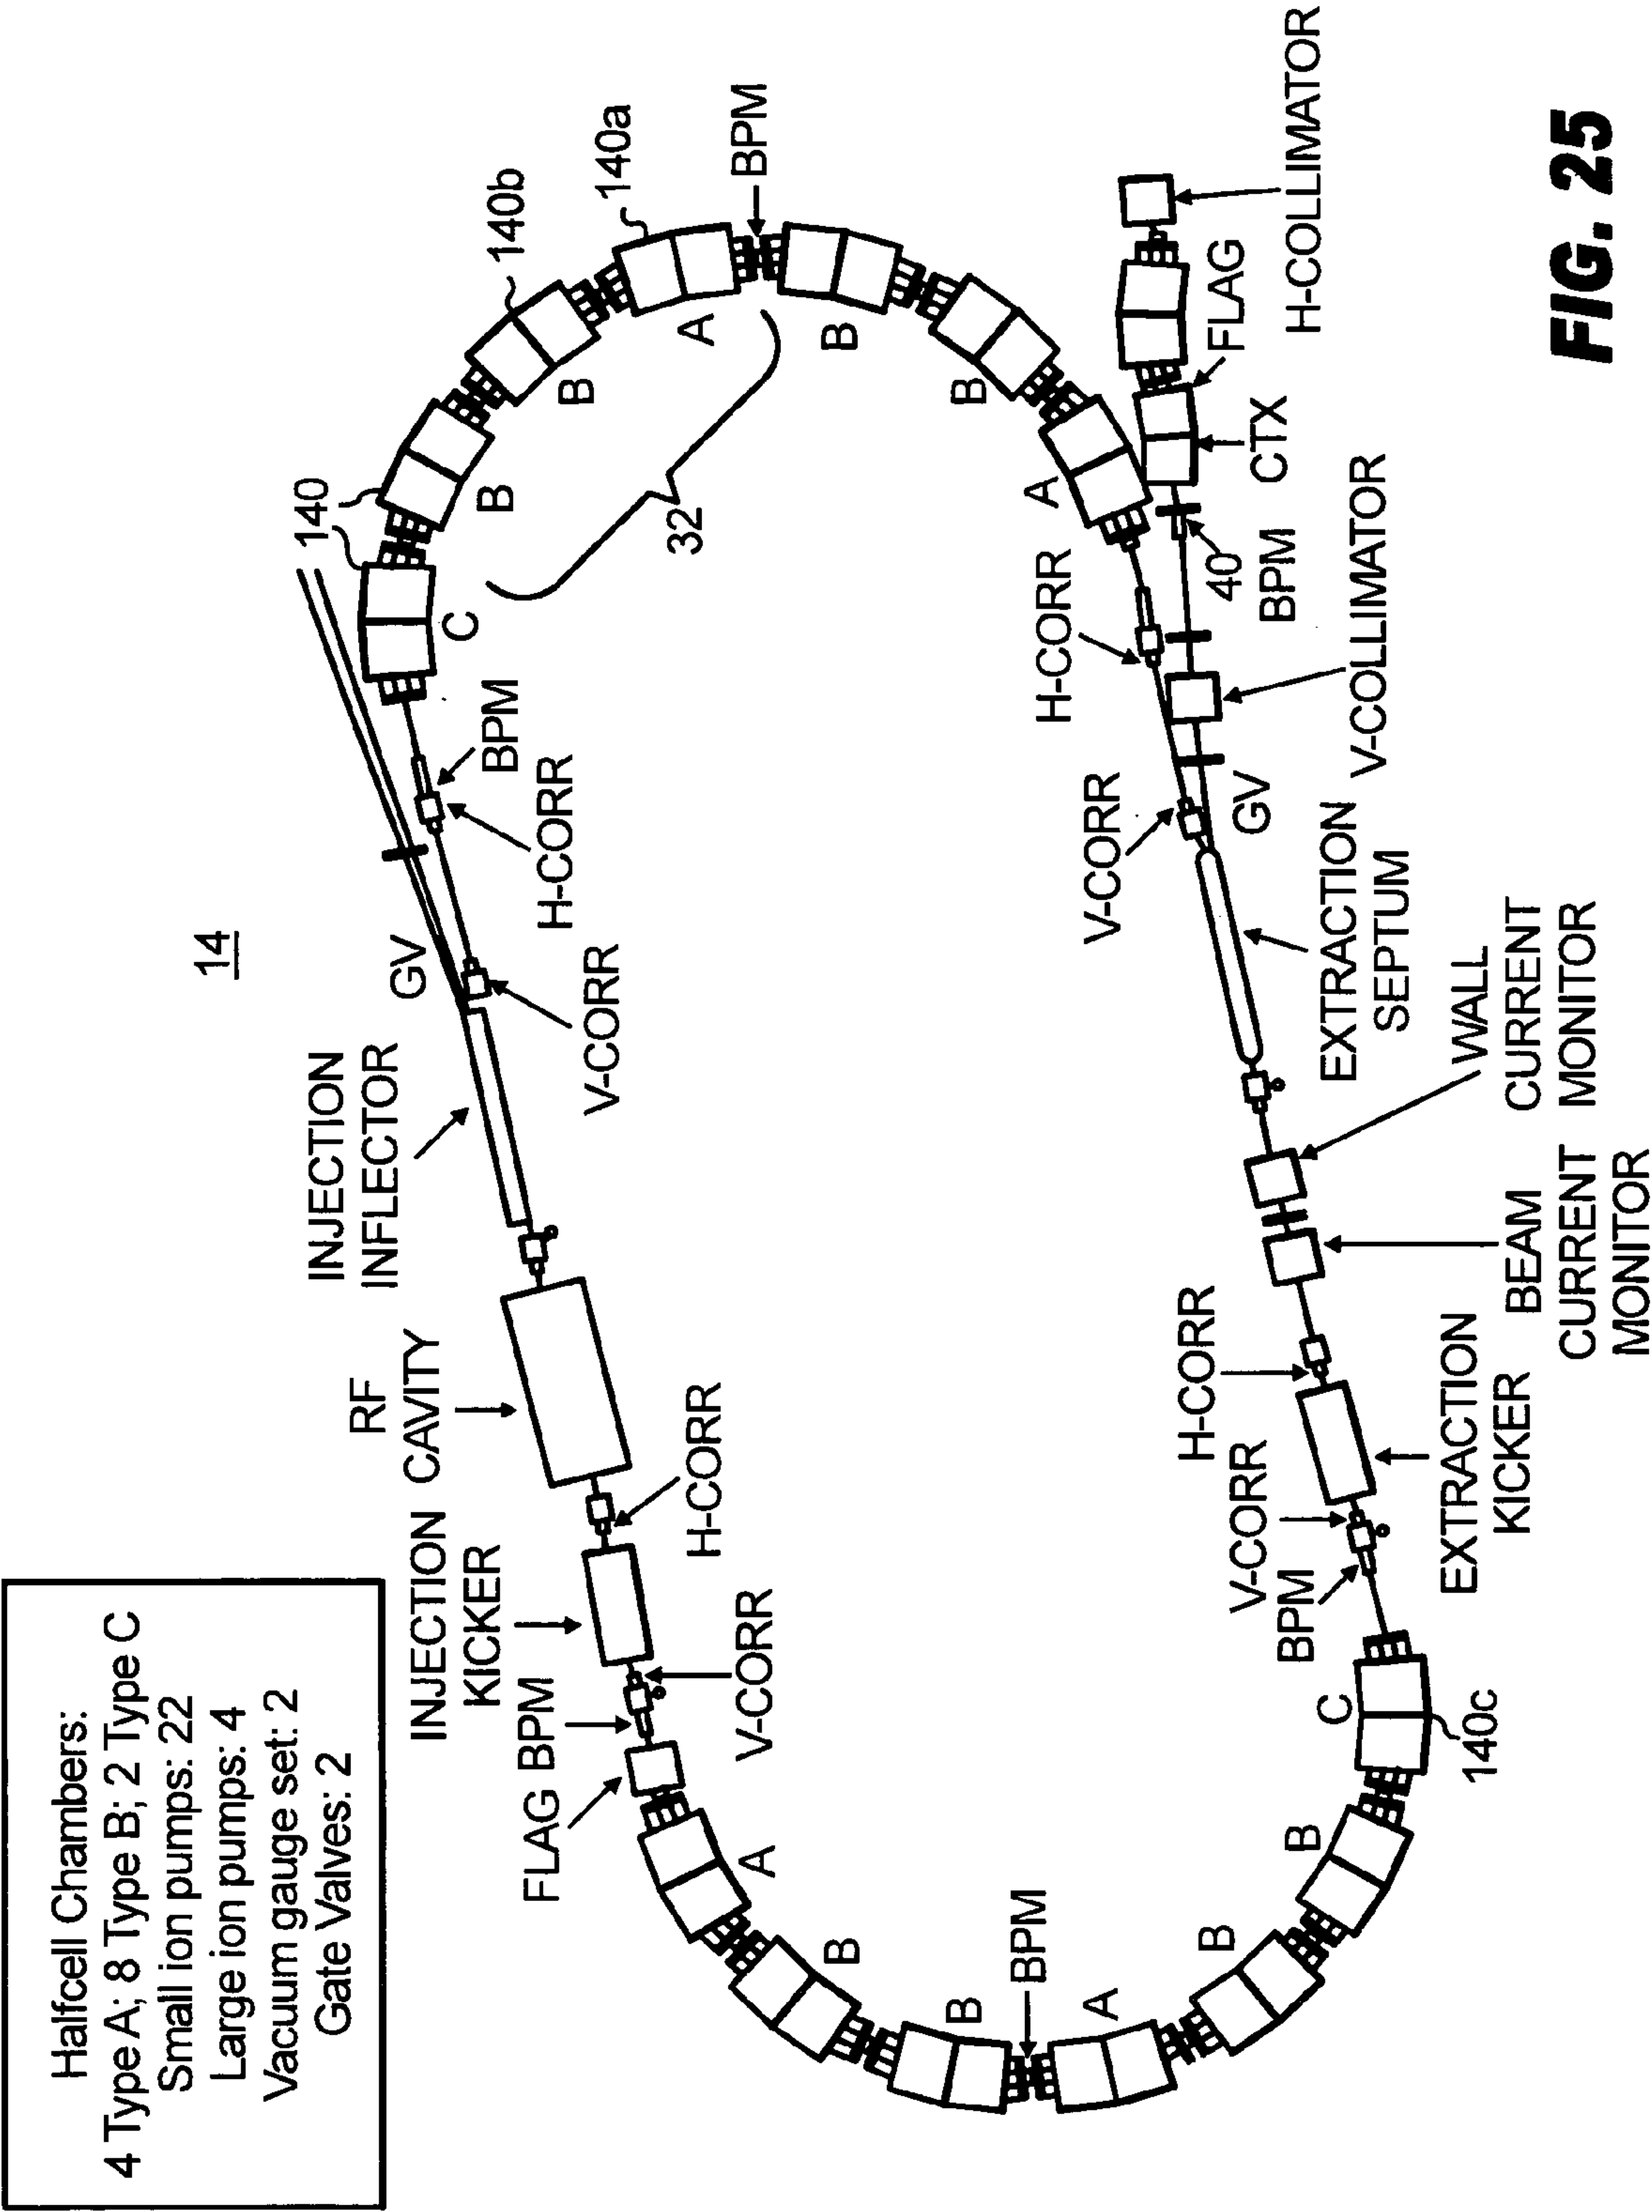 Halfcell Chambers:
4 Type A; 8 Type B; 2 Type C
Small ion pumps: 22
Large ion pumps: 4
Vacuum gauge set: 2
Gate Valves: 2
14
INJECTION
INFLECTOR
GV
140
C
B
140b
B
140a
A
BPM
32
BPM
H-CORR
V-CORR
RF
CAVITY
H-CORR
INJECTION
KICKER
V-CORR
BPM
FLAG
A
B
B
BPM
A
B
B
C
140c
BPM
V-CORR
H-CORR
EXTRACTION
KICKER
BEAM
CURRENT
MONITOR
WALL
CURRENT
MONITOR
EXTRACTION
SEPTUM
V-CORR
GV
H-CORR
V-COLLIMATOR
BPM
40
CTX
FLAG
H-COLLIMATOR
A
B
B
FIG. 25